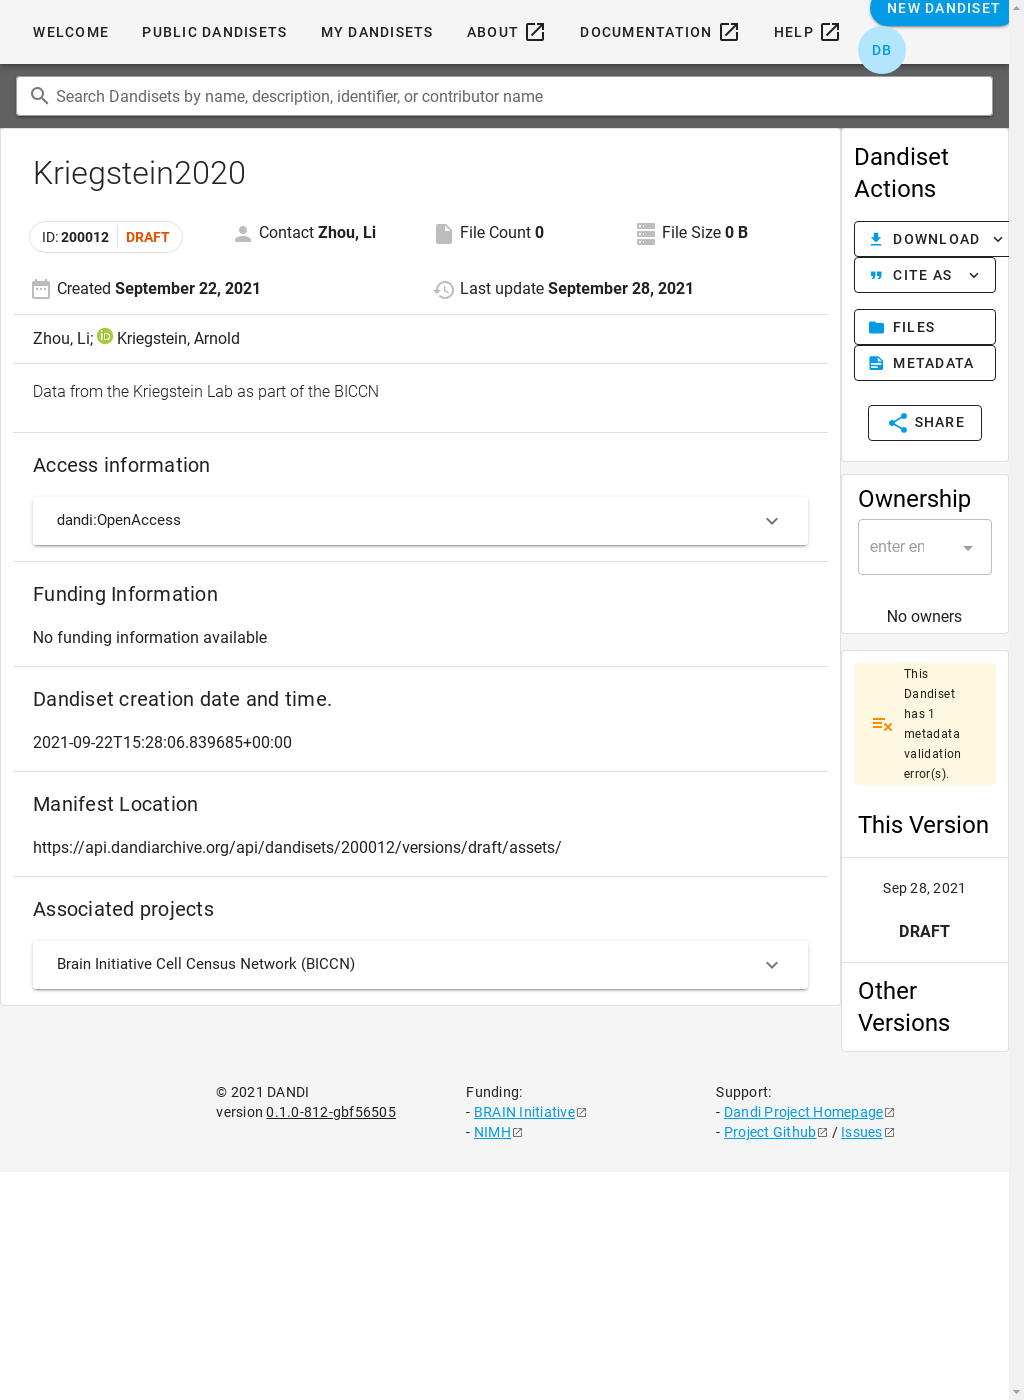 WELCOME PUBLIC DANDISETS MY DANDISETS ABOUT DOCUMENTATION HELP NEW DANDISET
DB
Search Dandisets by name, description, identifier, or contributor name
Kriegstein2020
ID: 200012 DRAFT Contact Zhou, Li File Count 0 File Size 0 B
Created September 22, 2021 Last update September 28, 2021
Zhou, Li; iD Kriegstein, Arnold
Data from the Kriegstein Lab as part of the BICCN
Access information
dandi:OpenAccess
Funding Information
No funding information available
Dandiset creation date and time.
2021-09-22T15:28:06.839685+00:00
Manifest Location
https://api.dandiarchive.org/api/dandisets/200012/versions/draft/assets/
Associated projects
Brain Initiative Cell Census Network (BICCN)
Dandiset
Actions
DOWNLOAD
CITE AS
FILES
METADATA
SHARE
Ownership
enter en
No owners
This
Dandiset
has 1
metadata
validation
error(s).
This Version
Sep 28, 2021
DRAFT
Other
Versions
© 2021 DANDI
version 0.1.0-812-gbf56505
Funding:
- BRAIN Initiative
- NIMH
Support:
- Dandi Project Homepage
- Project Github / Issues